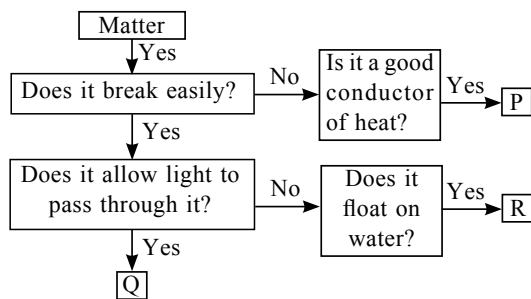 Matter
Yes
Does it break easily?
No
Is it a good
conductor
of heat?
Yes
P
Yes
Does it allow light to
pass through it?
No
Does it
float on
water?
Yes
R
Yes
Q